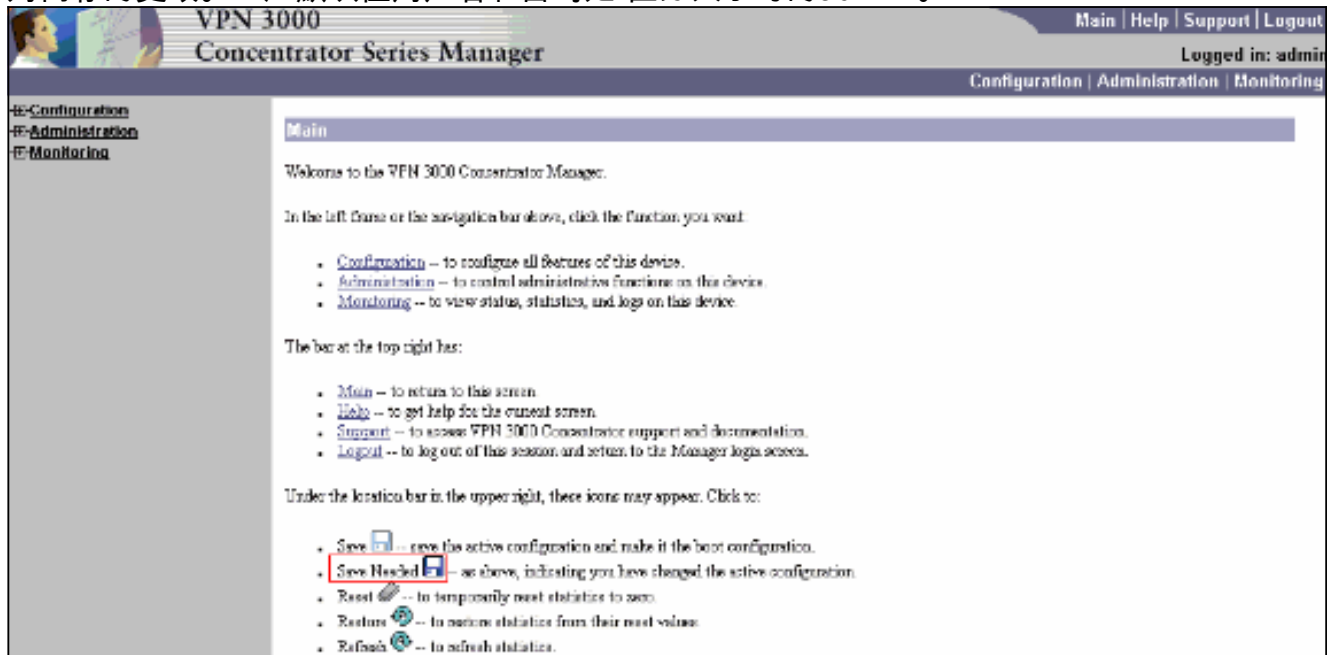 VPN 3000
Concentrator Series Manager
Main | Help | Support | Logout
Logged in: admin
Configuration | Administration | Monitoring
Configuration
Administration
Monitoring
Main
Welcome to the VPN 3000 Concentrator Manager.
In the left frame or the navigation bar above, click the function you want:
Configuration -- to configure all features of this device.
Administration -- to control administrative functions on this device.
Monitoring -- to view status, statistics, and logs on this device.
The bar at the top right has:
Main -- to return to this screen.
Help -- to get help for the current screen.
Support -- to access VPN 3000 Concentrator support and documentation.
Logout -- to log out of this session and return to the Manager login screen.
Under the location bar in the upper right, these icons may appear. Click to:
Save -- save the active configuration and make it the boot configuration.
Save Needed -- as above, indicating you have changed the active configuration.
Reset -- to temporarily reset statistics to zero.
Restore -- to restore statistics from their reset values.
Refresh -- to refresh statistics.